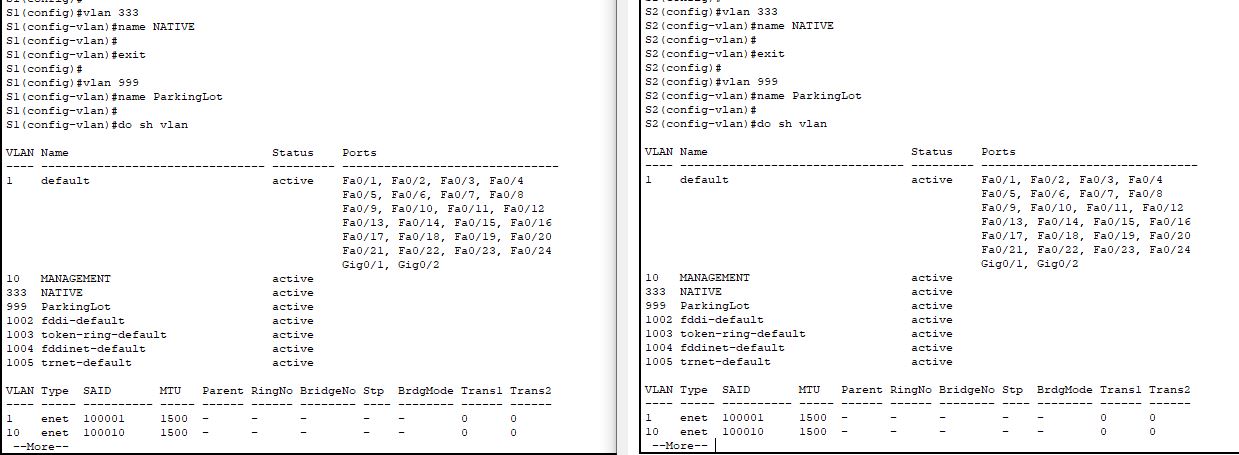 S1(config)#
S1(config)#vlan 333
S1(config-vlan)#name NATIVE
S1(config-vlan)#
S1(config-vlan)#exit
S1(config)#
S1(config)#vlan 999
S1(config-vlan)#name ParkingLot
S1(config-vlan)#
S1(config-vlan)#do sh vlan
VLAN Name Status Ports
---- -------------------------------- --------- -------------------------------
1 default active Fa0/1, Fa0/2, Fa0/3, Fa0/4
Fa0/5, Fa0/6, Fa0/7, Fa0/8
Fa0/9, Fa0/10, Fa0/11, Fa0/12
Fa0/13, Fa0/14, Fa0/15, Fa0/16
Fa0/17, Fa0/18, Fa0/19, Fa0/20
Fa0/21, Fa0/22, Fa0/23, Fa0/24
Gig0/1, Gig0/2
10 MANAGEMENT active
333 NATIVE active
999 ParkingLot active
1002 fddi-default active
1003 token-ring-default active
1004 fddinet-default active
1005 trnet-default active
VLAN Type SAID MTU Parent RingNo BridgeNo Stp BrdgMode Trans1 Trans2
---- ----- ---------- ----- ------ ------ -------- ---- -------- ------ ------
1 enet 100001 1500 - - - - - 0 0
10 enet 100010 1500 - - - - - 0 0
--More--
S2(config)#
S2(config)#vlan 333
S2(config-vlan)#name NATIVE
S2(config-vlan)#
S2(config-vlan)#exit
S2(config)#
S2(config)#vlan 999
S2(config-vlan)#name ParkingLot
S2(config-vlan)#
S2(config-vlan)#do sh vlan
VLAN Name Status Ports
---- -------------------------------- --------- -------------------------------
1 default active Fa0/1, Fa0/2, Fa0/3, Fa0/4
Fa0/5, Fa0/6, Fa0/7, Fa0/8
Fa0/9, Fa0/10, Fa0/11, Fa0/12
Fa0/13, Fa0/14, Fa0/15, Fa0/16
Fa0/17, Fa0/18, Fa0/19, Fa0/20
Fa0/21, Fa0/22, Fa0/23, Fa0/24
Gig0/1, Gig0/2
10 MANAGEMENT active
333 NATIVE active
999 ParkingLot active
1002 fddi-default active
1003 token-ring-default active
1004 fddinet-default active
1005 trnet-default active
VLAN Type SAID MTU Parent RingNo BridgeNo Stp BrdgMode Trans1 Trans2
---- ----- ---------- ----- ------ ------ -------- ---- -------- ------ ------
1 enet 100001 1500 - - - - - 0 0
10 enet 100010 1500 - - - - - 0 0
--More--